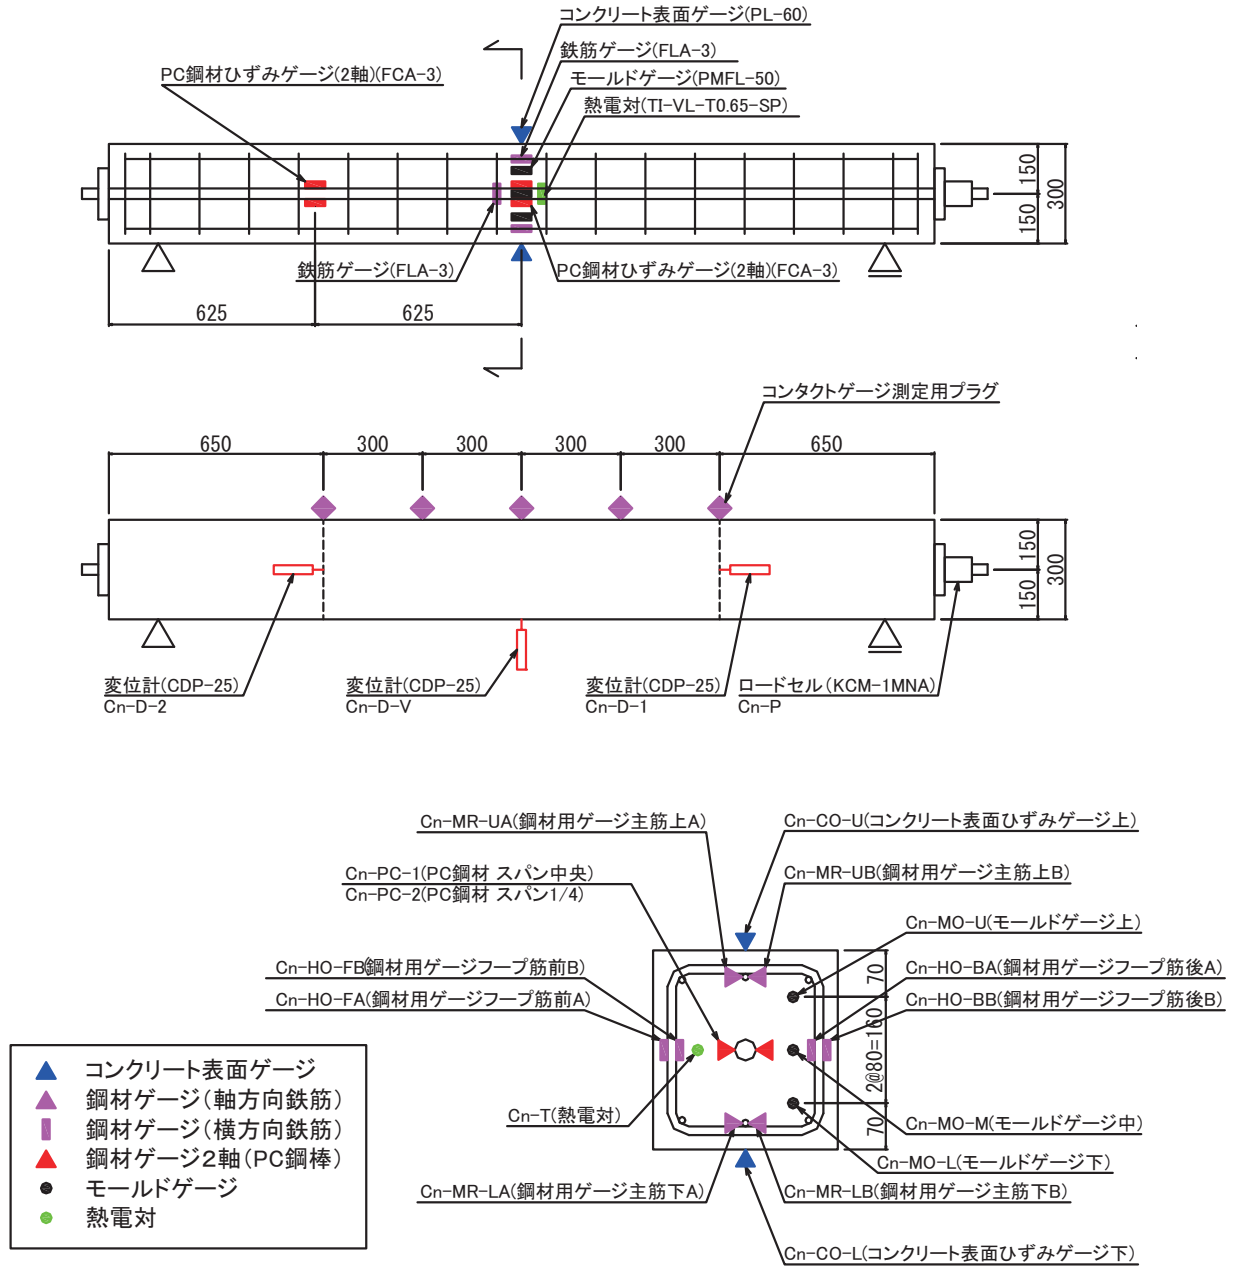 コンクリート表面ゲージ(PL-60)
鉄筋ゲージ(FLA-3)
モールドゲージ(PMFL-50)
熱電対(TI-VL-T0.65-SP)
PC鋼材ひずみゲージ(2軸)(FCA-3)
150
150
300
鉄筋ゲージ(FLA-3)
PC鋼材ひずみゲージ(2軸)(FCA-3)
625
625
コンタクトゲージ測定用プラグ
650
300
300
300
300
650
150
150
300
変位計(CDP-25)
Cn-D-2
変位計(CDP-25)
Cn-D-V
変位計(CDP-25)
Cn-D-1
ロードセル(KCM-1MNA)
Cn-P
Cn-MR-UA(鋼材用ゲージ主筋上A)
Cn-CO-U(コンクリート表面ひずみゲージ上)
Cn-PC-1(PC鋼材 スパン中央)
Cn-PC-2(PC鋼材 スパン1/4)
Cn-MR-UB(鋼材用ゲージ主筋上B)
Cn-MO-U(モールドゲージ上)
Cn-HO-FB(鋼材用ゲージフープ筋前B)
Cn-HO-FA(鋼材用ゲージフープ筋前A)
Cn-HO-BA(鋼材用ゲージフープ筋後A)
Cn-HO-BB(鋼材用ゲージフープ筋後B)
70
2@80=160
70
Cn-T(熱電対)
Cn-MO-M(モールドゲージ中)
Cn-MO-L(モールドゲージ下)
Cn-MR-LA(鋼材用ゲージ主筋下A)
Cn-MR-LB(鋼材用ゲージ主筋下B)
Cn-CO-L(コンクリート表面ひずみゲージ下)
コンクリート表面ゲージ
鋼材ゲージ(軸方向鉄筋)
鋼材ゲージ(横方向鉄筋)
鋼材ゲージ2軸(PC鋼棒)
モールドゲージ
熱電対